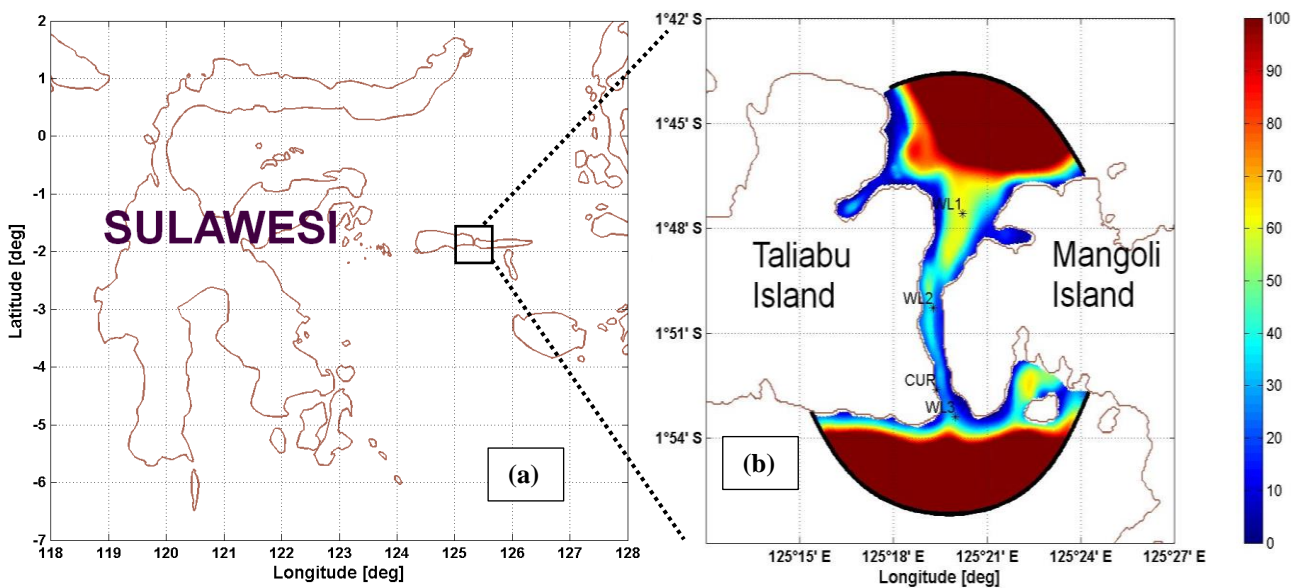 2
1
0
-1
-2
-3
-4
-5
-6
-7
Latitude [deg]
SULAWESI
(a)
118 119 120 121 122 123 124 125 126 127 128
Longitude [deg]
1°42' S
1°45' S
1°48' S
1°51' S
1°54' S
WL1
Taliabu
Island
Mangoli
Island
WL2
CUR
WL3
(b)
125°15' E 125°18' E 125°21' E 125°24' E 125°27' E
Longitude [deg]
100
90
80
70
60
50
40
30
20
10
0